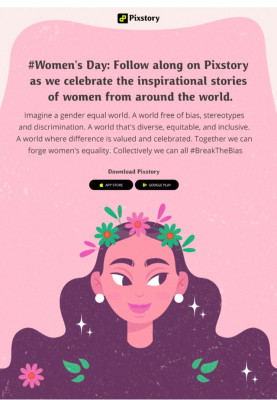 Pixstory
#Women's Day: Follow along on Pixstory
as we celebrate the inspirational stories
of women from around the world.
Imagine a gender equal world. A world free of bias, stereotypes
and discrimination. A world that's diverse, equitable, and inclusive.
A world where difference is valued and celebrated. Together we can
forge women's equality. Collectively we can all #BreakTheBias
Download Pixstory
APP STORE
GOOGLE PLAY